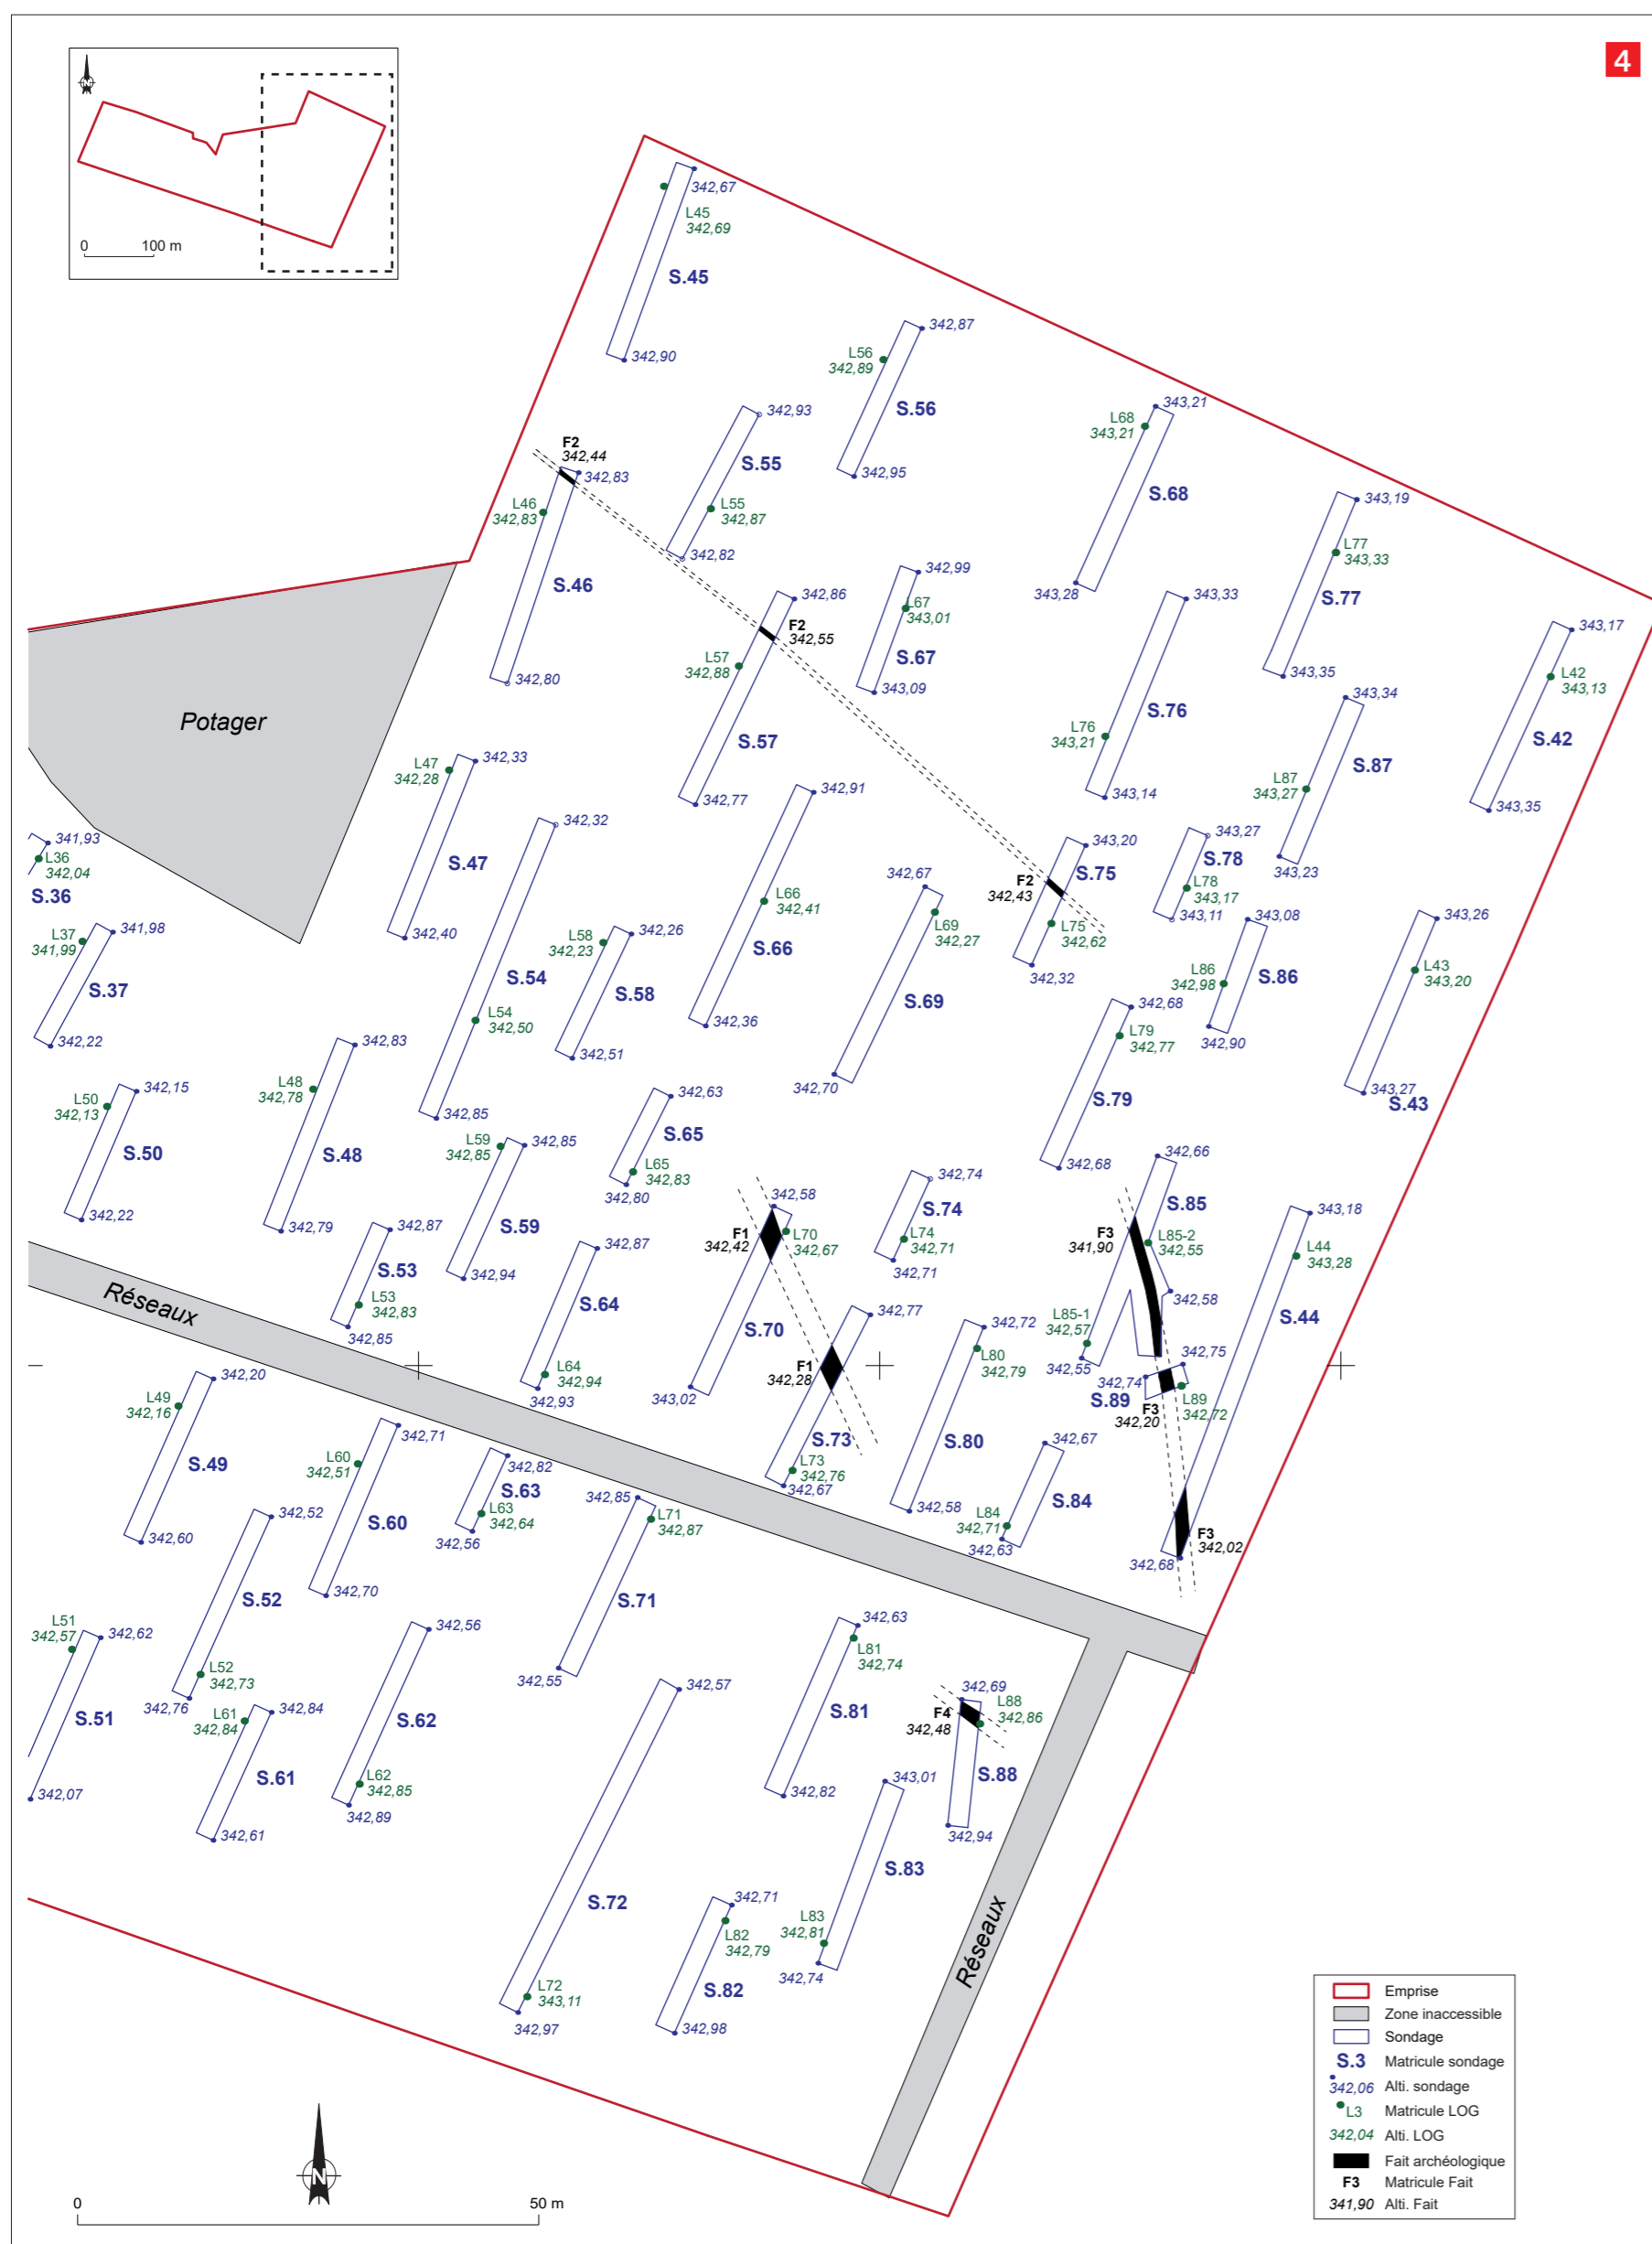 4
N
0 100 m
342,67
L45
342,69
S.45
342,90
342,87
L56
342,89
S.56
342,95
342,93
S.55
L55
342,87
342,82
F2
342,44
342,83
L46
342,83
S.46
342,80
343,21
L68
343,21
S.68
343,28
343,19
L77
343,33
S.77
343,35
342,99
L67
343,01
S.67
343,09
342,86
F2
342,55
L57
342,88
S.57
342,77
343,33
S.76
L76
343,21
343,14
343,17
L42
343,13
S.42
343,35
343,34
S.87
L87
343,27
343,23
Potager
342,33
L47
342,28
S.47
342,40
342,32
S.54
L54
342,50
342,85
342,91
L66
342,41
S.66
342,36
341,93
L36
342,04
S.36
341,98
L37
341,99
S.37
342,22
342,26
L58
342,23
S.58
342,51
342,67
L69
342,27
S.69
342,70
343,20
S.75
F2
342,43
L75
342,62
342,32
343,27
S.78
L78
343,17
343,11
343,08
L86
342,98
S.86
342,90
343,26
L43
343,20
343,27
S.43
342,68
L79
342,77
S.79
342,68
342,15
L50
342,13
S.50
342,22
342,83
L48
342,78
S.48
342,79
342,63
S.65
L65
342,83
342,80
342,85
L59
342,85
S.59
342,94
342,87
S.53
L53
342,83
342,85
342,87
S.64
L64
342,94
342,93
342,58
F1
342,42
L70
342,67
S.70
343,02
342,74
S.74
L74
342,71
342,71
342,77
F1
342,28
S.73
L73
342,76
342,67
342,66
S.85
F3
341,90
L85-2
342,55
342,58
L85-1
342,57
342,55
342,75
342,74
S.89
L89
342,72
F3
342,20
343,18
L44
343,28
S.44
F3
342,02
342,68
342,72
L80
342,79
S.80
342,58
342,67
S.84
L84
342,71
342,63
Réseaux
342,20
L49
342,16
S.49
342,60
342,71
L60
342,51
S.60
342,70
342,82
S.63
L63
342,64
342,56
342,85
L71
342,87
S.71
342,55
342,52
S.52
L52
342,73
342,76
342,62
L51
342,57
S.51
342,07
342,84
L61
342,84
S.61
342,61
342,56
S.62
L62
342,85
342,89
342,57
S.72
L72
343,11
342,97
342,63
L81
342,74
S.81
342,82
342,69
L88
342,86
F4
342,48
S.88
342,94
343,01
S.83
L83
342,81
342,74
342,71
L82
342,79
S.82
342,98
Réseaux
N
0 50 m
Emprise
Zone inaccessible
Sondage
S.3 Matricule sondage
342,06 Alti. sondage
L3 Matricule LOG
342,04 Alti. LOG
Fait archéologique
F3 Matricule Fait
341,90 Alti. Fait